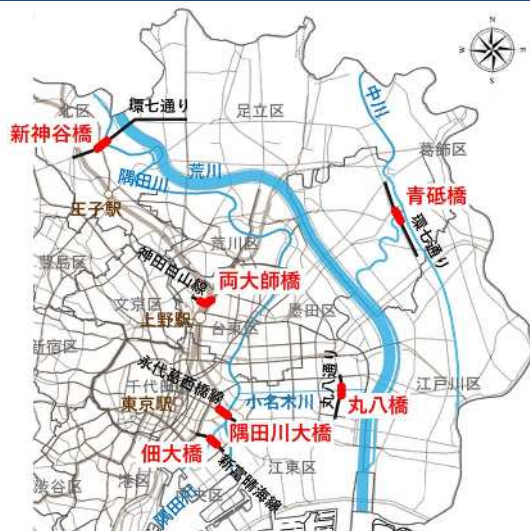 N
W
E
S
環七通り
北区
足立区
中川
葛飾区
新神谷橋
隅田川
荒川
青砥橋
王子駅
環七通り
荒川区
豊島区
神田白山線
両大師橋
文京区
上野駅
台東区
墨田区
新宿区
永代葛西橋線
丸八通り
千代田
江戸川区
東京駅
小名木川
丸八橋
隅田川大橋
佃大橋
江東区
新富晴海線
港区
中央区
渋谷区
隅田川